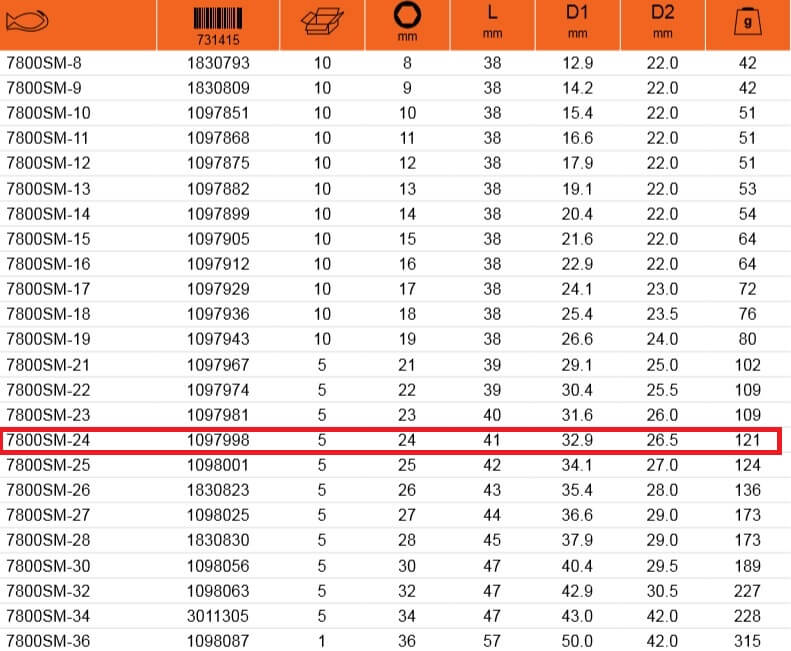 L D1 D2 g
731415 mm mm mm mm
7800SM-8 1830793 10 8 38 12.9 22.0 42
7800SM-9 1830809 10 9 38 14.2 22.0 42
7800SM-10 1097851 10 10 38 15.4 22.0 51
7800SM-11 1097868 10 11 38 16.6 22.0 51
7800SM-12 1097875 10 12 38 17.9 22.0 51
7800SM-13 1097882 10 13 38 19.1 22.0 53
7800SM-14 1097899 10 14 38 20.4 22.0 54
7800SM-15 1097905 10 15 38 21.6 22.0 64
7800SM-16 1097912 10 16 38 22.9 22.0 64
7800SM-17 1097929 10 17 38 24.1 23.0 72
7800SM-18 1097936 10 18 38 25.4 23.5 76
7800SM-19 1097943 10 19 38 26.6 24.0 80
7800SM-21 1097967 5 21 39 29.1 25.0 102
7800SM-22 1097974 5 22 39 30.4 25.5 109
7800SM-23 1097981 5 23 40 31.6 26.0 109
7800SM-24 1097998 5 24 41 32.9 26.5 121
7800SM-25 1098001 5 25 42 34.1 27.0 124
7800SM-26 1830823 5 26 43 35.4 28.0 136
7800SM-27 1098025 5 27 44 36.6 29.0 173
7800SM-28 1830830 5 28 45 37.9 29.0 173
7800SM-30 1098056 5 30 47 40.4 29.5 189
7800SM-32 1098063 5 32 47 42.9 30.5 227
7800SM-34 3011305 5 34 47 43.0 42.0 228
7800SM-36 1098087 1 36 57 50.0 42.0 315